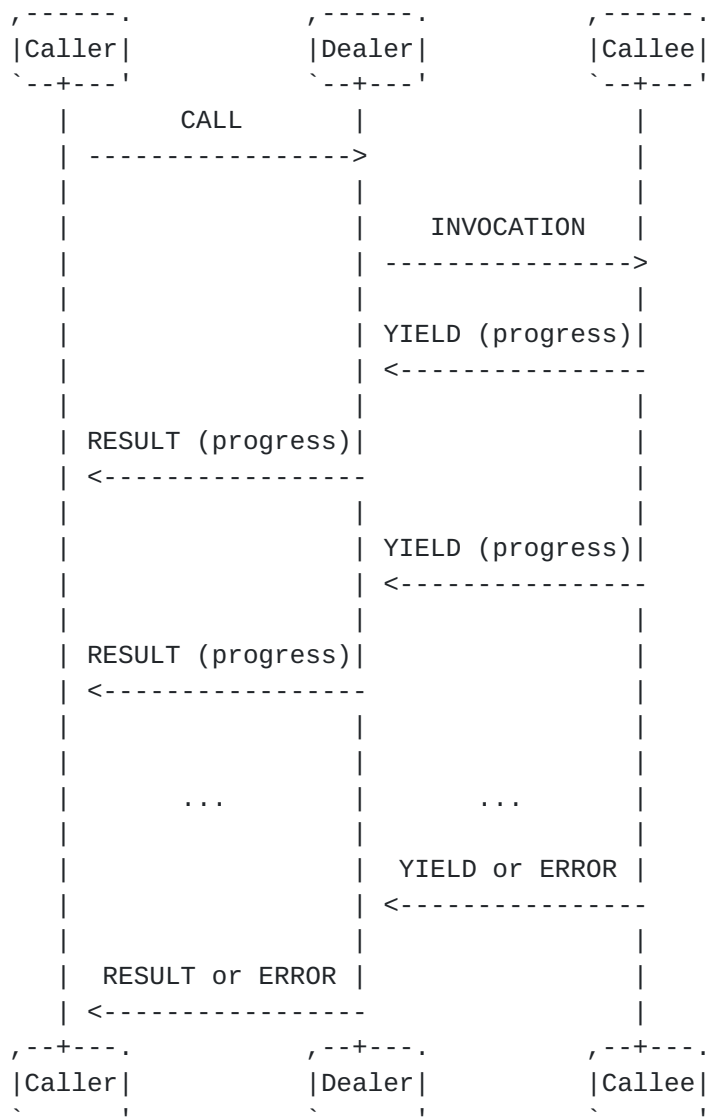 ,------.          ,------.          ,------.
|Caller|          |Dealer|          |Callee|
`--+---'          `--+---'          `--+---'
   |       CALL       |                 |
   | ----------------->                 |
   |                  |                 |
   |                  |   INVOCATION    |
   |                  | ---------------->
   |                  |                 |
   |                  | YIELD (progress)|
   |                  | <----------------
   |                  |                 |
   | RESULT (progress)|                 |
   | <-----------------                 |
   |                  |                 |
   |                  | YIELD (progress)|
   |                  | <----------------
   |                  |                 |
   | RESULT (progress)|                 |
   | <-----------------                 |
   |                  |                 |
   |                  |                 |
   |       ...        |       ...       |
   |                  |                 |
   |                  |  YIELD or ERROR |
   |                  | <----------------
   |                  |                 |
   |  RESULT or ERROR |                 |
   | <-----------------                 |
,--+---.          ,--+---.          ,--+---.
|Caller|          |Dealer|          |Callee|
`------'          `------'          `------'